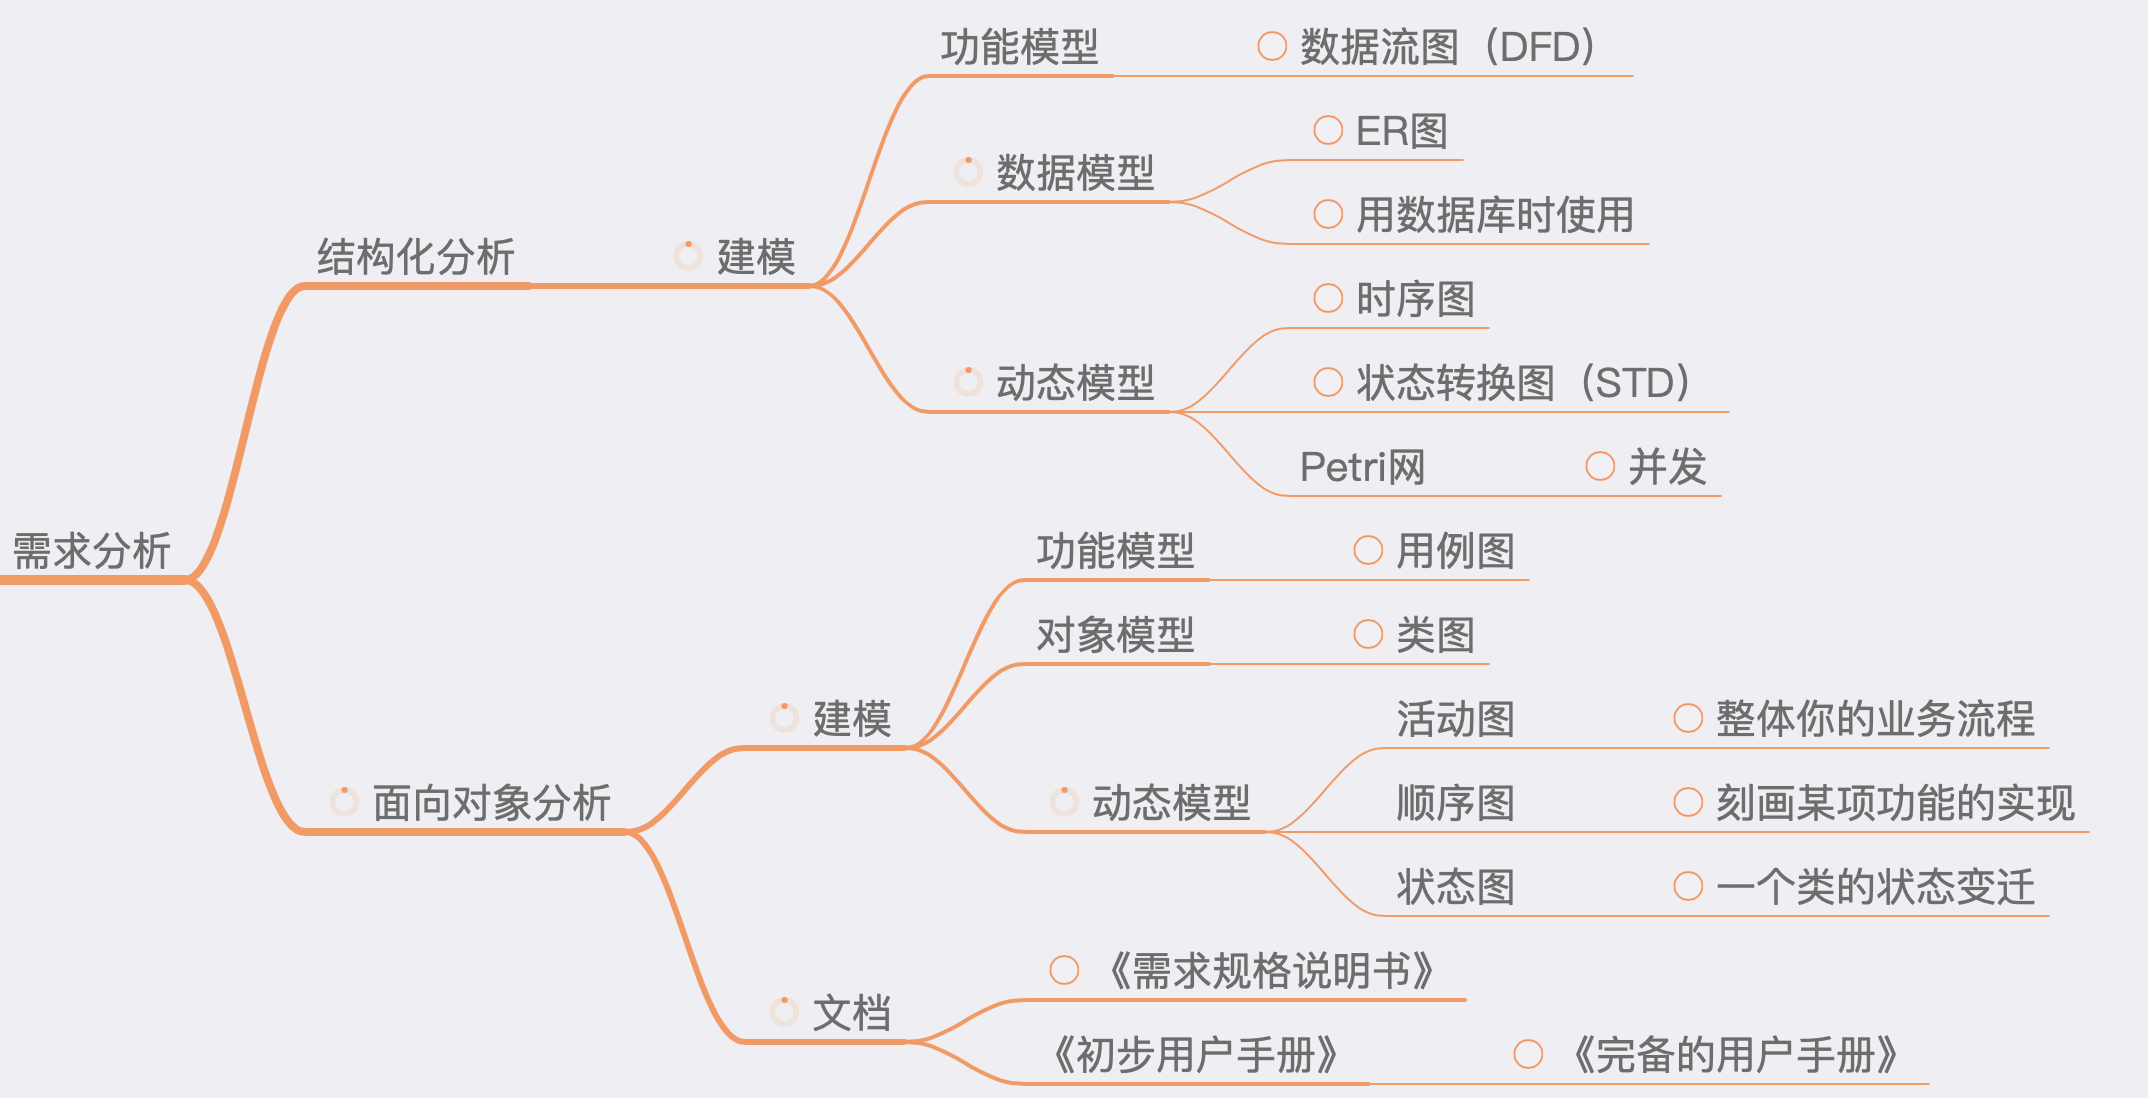 需求分析
结构化分析
建模
功能模型
数据流图（DFD）
数据模型
ER图
用数据库时使用
动态模型
时序图
状态转换图（STD）
Petri网
并发
面向对象分析
建模
功能模型
用例图
对象模型
类图
动态模型
活动图
整体你的业务流程
顺序图
刻画某项功能的实现
状态图
一个类的状态变迁
文档
《需求规格说明书》
《初步用户手册》
《完备的用户手册》